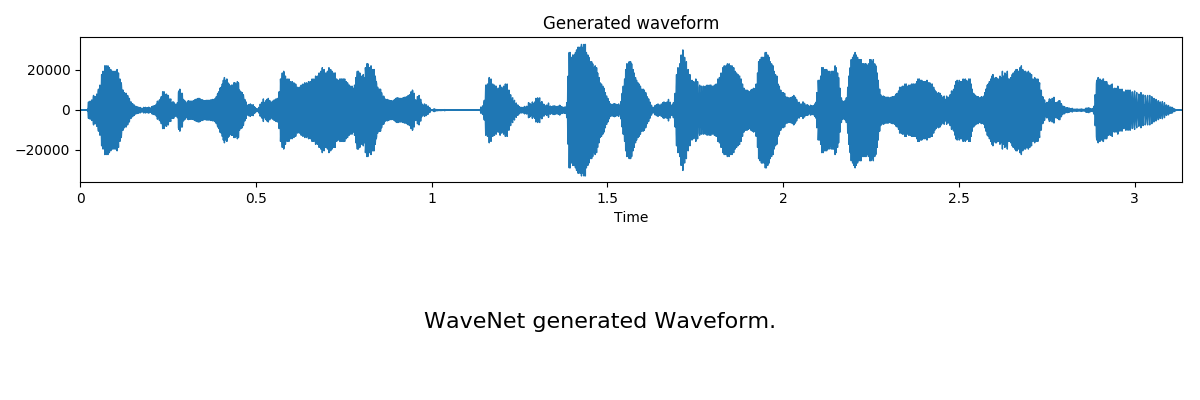 Generated waveform
20000
0
−20000
0 0.5 1 1.5 2 2.5 3
Time
WaveNet generated Waveform.